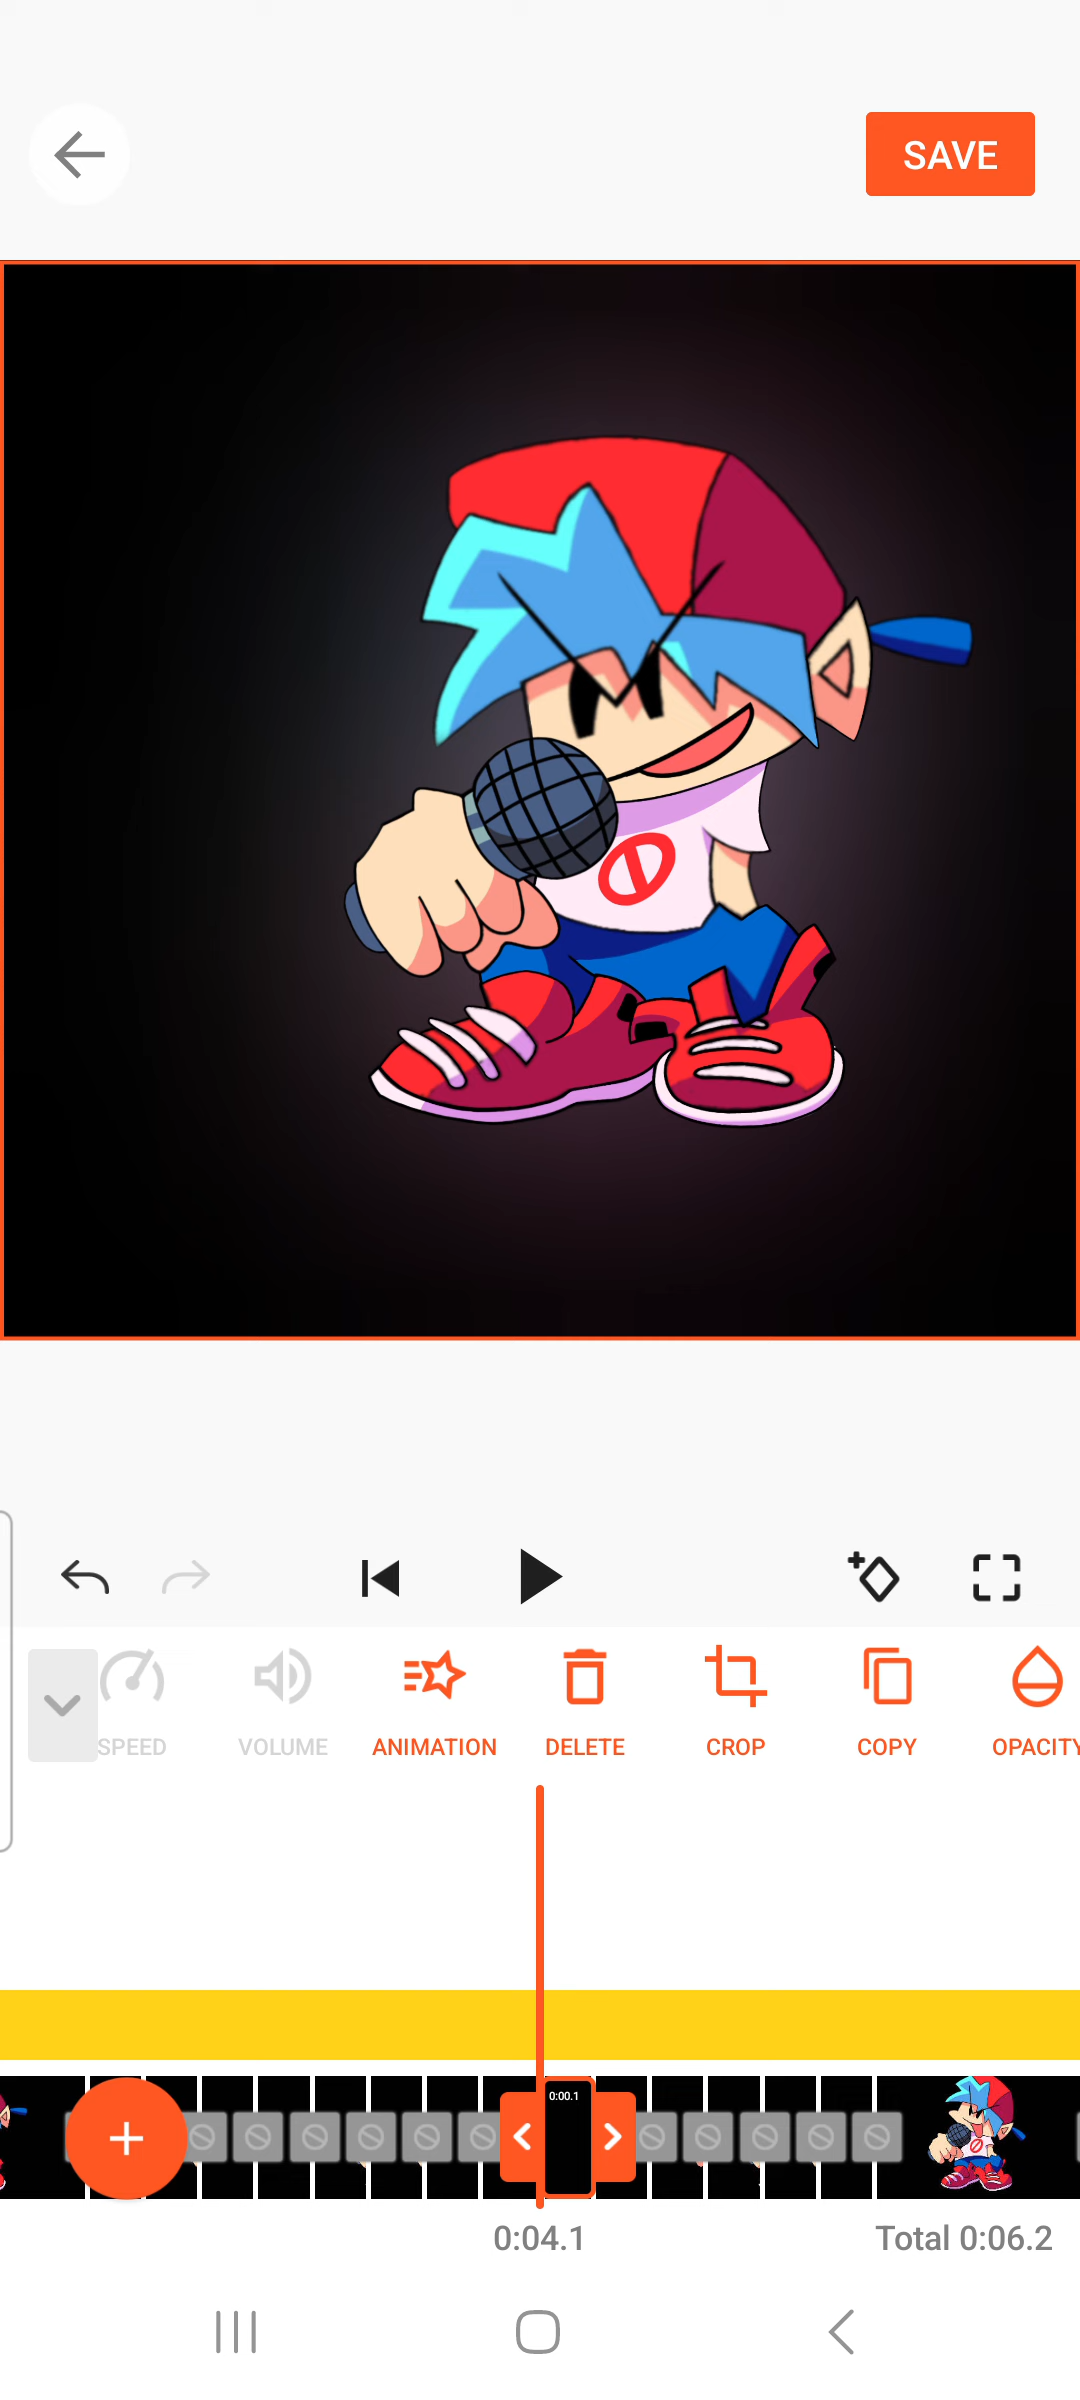 SAVE
SPEED
VOLUME
ANIMATION
DELETE
CROP
COPY
OPACITY
0:00.1
0:04.1
Total 0:06.2